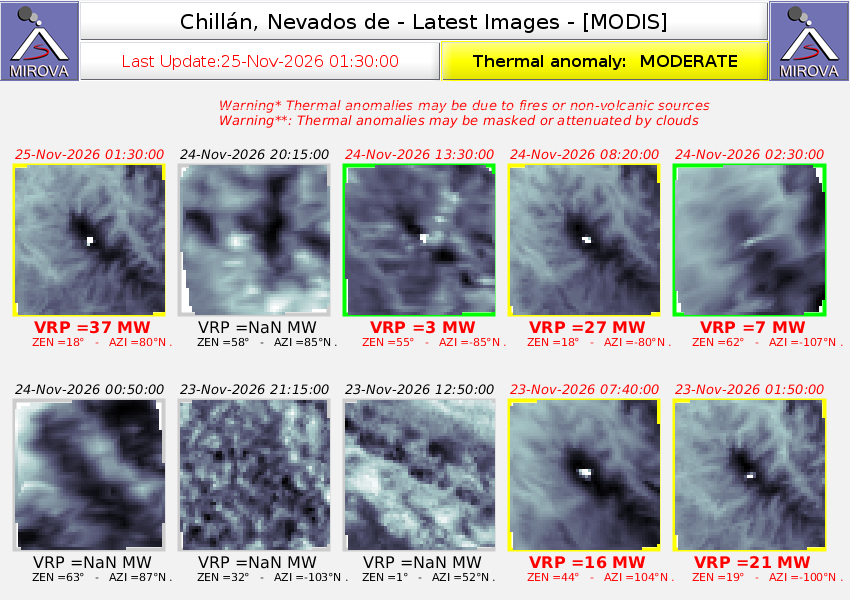 Chillán, Nevados de - Latest Images - [MODIS]
MIROVA
Last Update:25-Nov-2026 01:30:00
Thermal anomaly: MODERATE
MIROVA
Warning* Thermal anomalies may be due to fires or non-volcanic sources
Warning**: Thermal anomalies may be masked or attenuated by clouds
25-Nov-2026 01:30:00 24-Nov-2026 20:15:00 24-Nov-2026 13:30:00 24-Nov-2026 08:20:00 24-Nov-2026 02:30:00
VRP =37 MW VRP =NaN MW VRP =3 MW VRP =27 MW VRP =7 MW
ZEN =18° - AZI =80°N . ZEN =58° - AZI =85°N . ZEN =55° - AZI =-85°N . ZEN =18° - AZI =-80°N . ZEN =62° - AZI =-107°N .
24-Nov-2026 00:50:00 23-Nov-2026 21:15:00 23-Nov-2026 12:50:00 23-Nov-2026 07:40:00 23-Nov-2026 01:50:00
VRP =NaN MW VRP =NaN MW VRP =NaN MW VRP =16 MW VRP =21 MW
ZEN =63° - AZI =87°N . ZEN =32° - AZI =-103°N . ZEN =1° - AZI =52°N . ZEN =44° - AZI =104°N . ZEN =19° - AZI =-100°N .